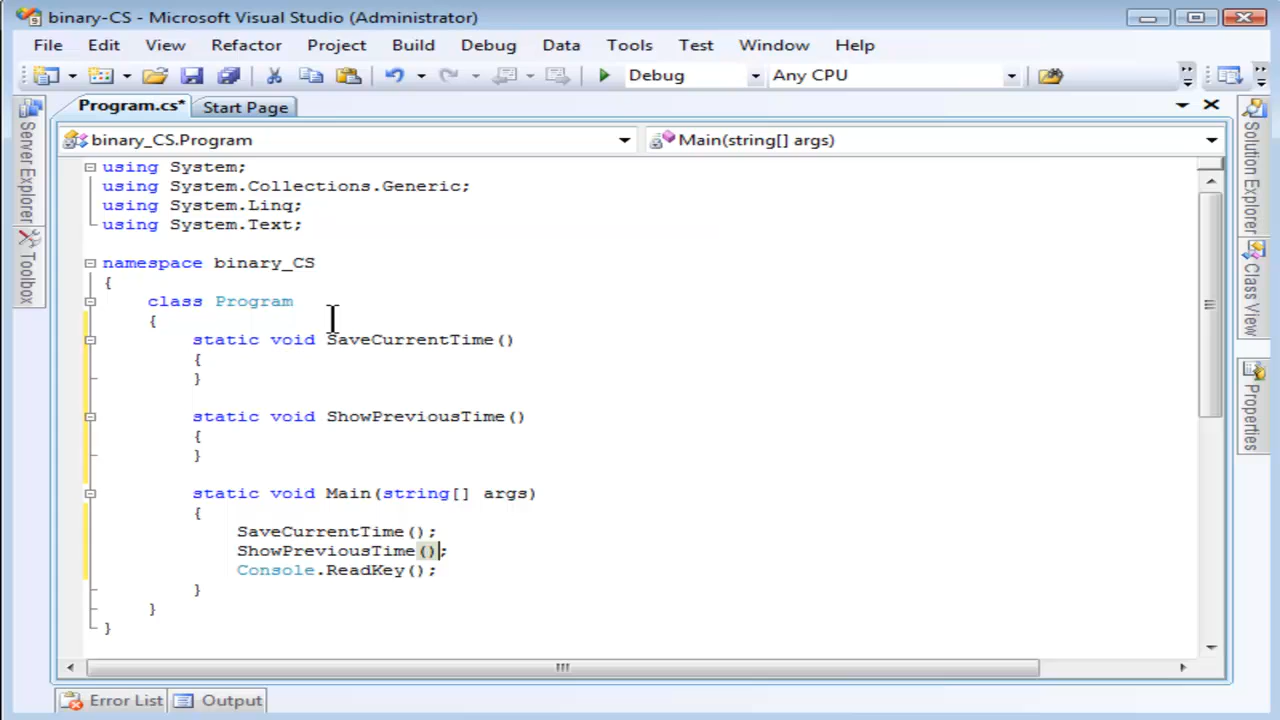 binary-CS - Microsoft Visual Studio (Administrator)
File Edit View Refactor Project Build Debug Data Tools Test Window Help
Debug Any CPU
Program.cs* Start Page
binary_CS.Program Main(string[] args)
using System;
using System.Collections.Generic;
using System.Linq;
using System.Text;
namespace binary_CS
{
class Program
{
static void SaveCurrentTime()
{
}
static void ShowPreviousTime()
{
}
static void Main(string[] args)
{
SaveCurrentTime();
ShowPreviousTime();
Console.ReadKey();
}
}
}
Server Explorer
Toolbox
Solution Explorer
Class View
Properties
Error List Output